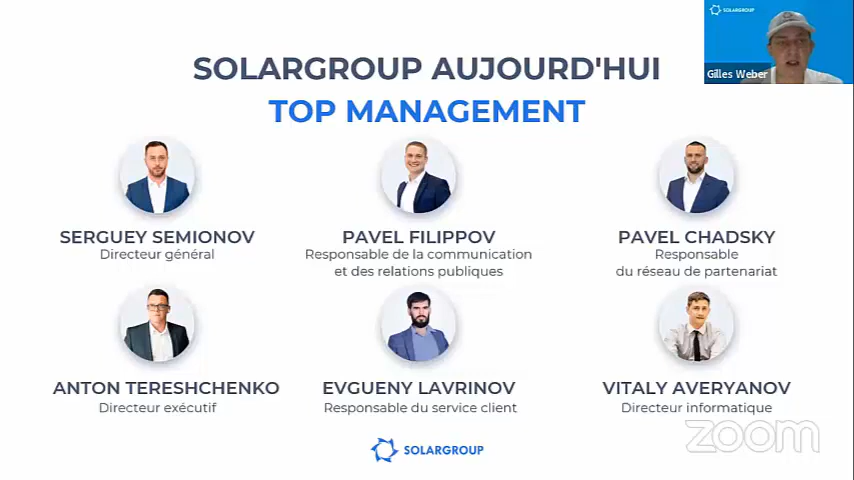 SOLARGROUP
Gilles Weber
SOLARGROUP AUJOURD'HUI
TOP MANAGEMENT
SERGUEY SEMIONOV
Directeur général
PAVEL FILIPPOV
Responsable de la communication
et des relations publiques
PAVEL CHADSKY
Responsable
du réseau de partenariat
ANTON TERESHCHENKO
Directeur exécutif
EVGUENY LAVRINOV
Responsable du service client
VITALY AVERYANOV
Directeur informatique
zoom
SOLARGROUP